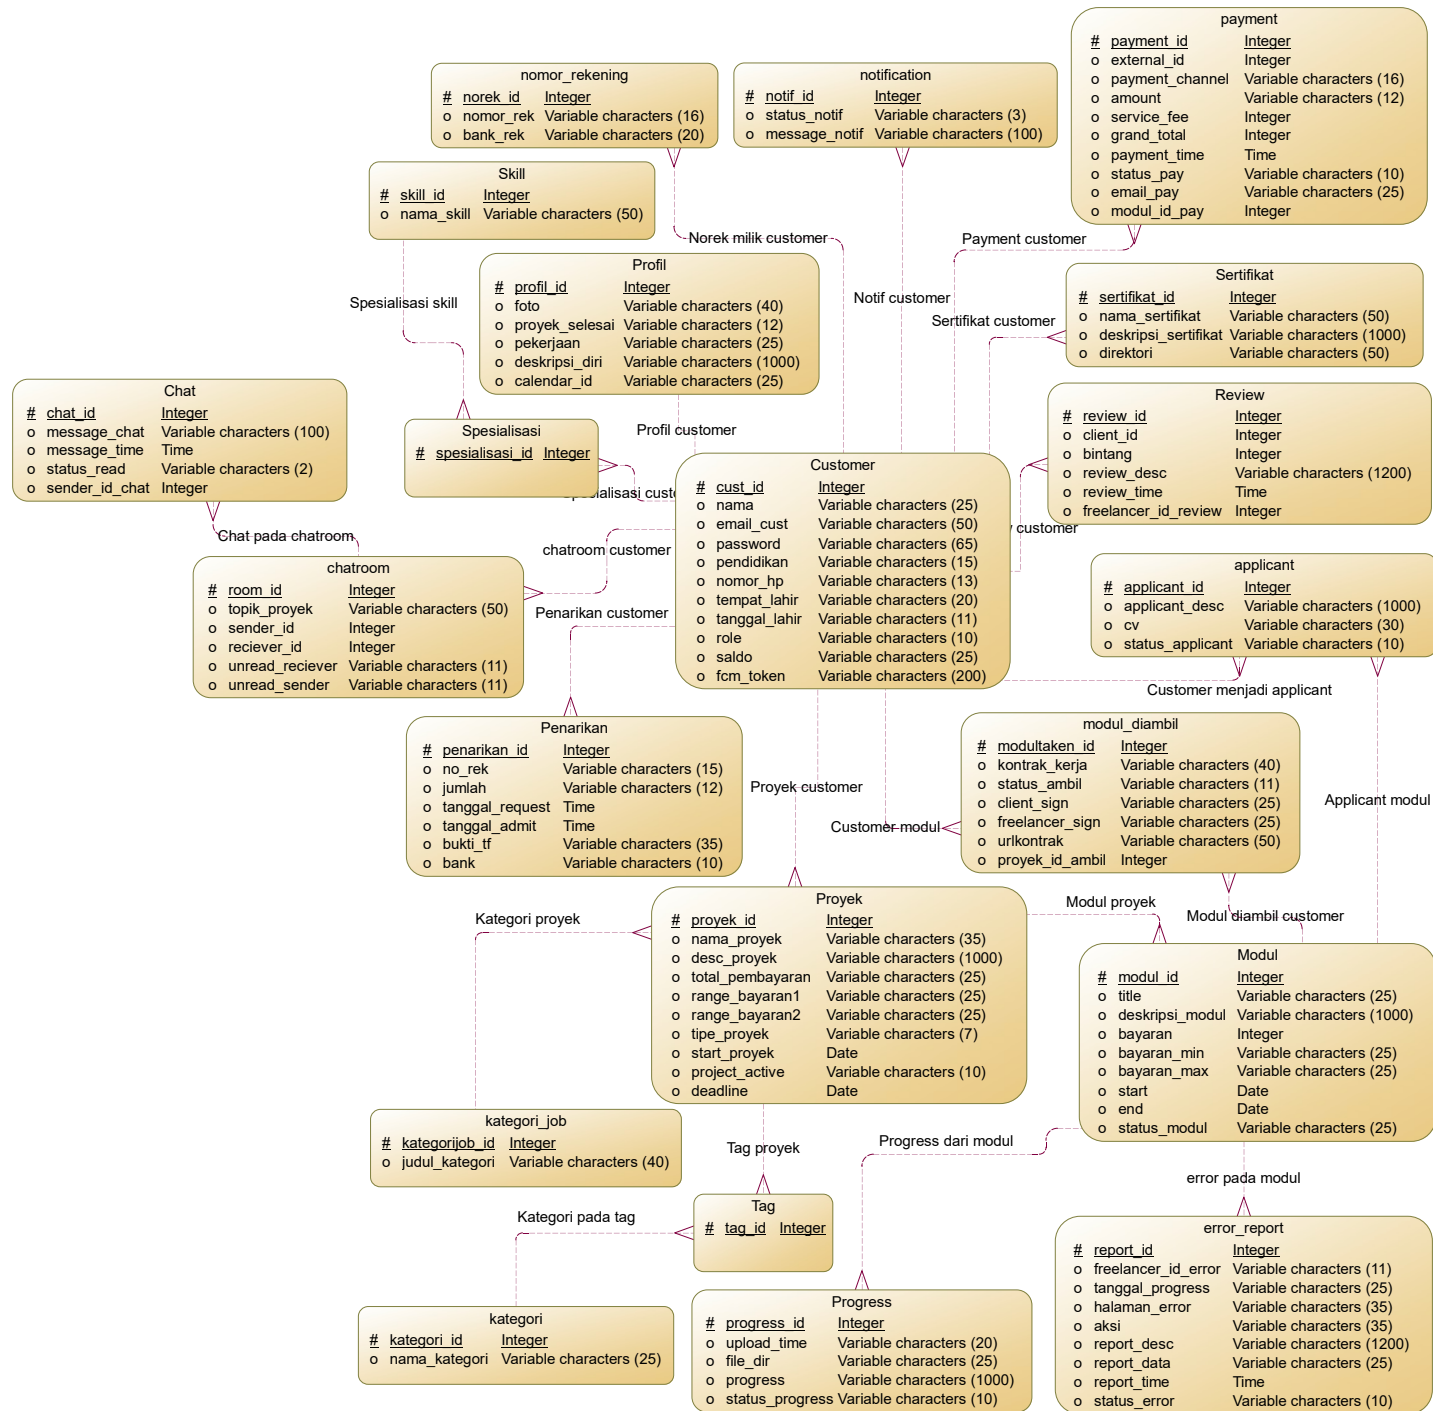 payment
# payment_id Integer
o external_id Integer
o payment_channel Variable characters (16)
o amount Variable characters (12)
o service_fee Integer
o grand_total Integer
o payment_time Time
o status_pay Variable characters (10)
o email_pay Variable characters (25)
o modul_id_pay Integer
nomor_rekening
# norek_id Integer
o nomor_rek Variable characters (16)
o bank_rek Variable characters (20)
notification
# notif_id Integer
o status_notif Variable characters (3)
o message_notif Variable characters (100)
Skill
# skill_id Integer
o nama_skill Variable characters (50)
Norek milik customer
Payment customer
Profil
# profil_id Integer
o foto Variable characters (40)
o proyek_selesai Variable characters (12)
o pekerjaan Variable characters (25)
o deskripsi_diri Variable characters (1000)
o calendar_id Variable characters (25)
Spesialisasi skill
Notif customer
Sertifikat customer
Sertifikat
# sertifikat_id Integer
o nama_sertifikat Variable characters (50)
o deskripsi_sertifikat Variable characters (1000)
o direktori Variable characters (50)
Chat
# chat_id Integer
o message_chat Variable characters (100)
o message_time Time
o status_read Variable characters (2)
o sender_id_chat Integer
Spesialisasi
# spesialisasi_id Integer
Profil customer
Review
# review_id Integer
o client_id Integer
o bintang Integer
o review_desc Variable characters (1200)
o review_time Time
o freelancer_id_review Integer
Spesialisasi custo
customer
Customer
# cust_id Integer
o nama Variable characters (25)
o email_cust Variable characters (50)
o password Variable characters (65)
o pendidikan Variable characters (15)
o nomor_hp Variable characters (13)
o tempat_lahir Variable characters (20)
o tanggal_lahir Variable characters (11)
o role Variable characters (10)
o saldo Variable characters (25)
o fcm_token Variable characters (200)
Chat pada chatroom
chatroom customer
chatroom
# room_id Integer
o topik_proyek Variable characters (50)
o sender_id Integer
o reciever_id Integer
o unread_reciever Variable characters (11)
o unread_sender Variable characters (11)
Penarikan customer
applicant
# applicant_id Integer
o applicant_desc Variable characters (1000)
o cv Variable characters (30)
o status_applicant Variable characters (10)
Customer menjadi applicant
Penarikan
# penarikan_id Integer
o no_rek Variable characters (15)
o jumlah Variable characters (12)
o tanggal_request Time
o tanggal_admit Time
o bukti_tf Variable characters (35)
o bank Variable characters (10)
modul_diambil
# modultaken_id Integer
o kontrak_kerja Variable characters (40)
o status_ambil Variable characters (11)
o client_sign Variable characters (25)
o freelancer_sign Variable characters (25)
o urlkontrak Variable characters (50)
o proyek_id_ambil Integer
Proyek customer
Customer modul
Applicant modul
Kategori proyek
Proyek
# proyek_id Integer
o nama_proyek Variable characters (35)
o desc_proyek Variable characters (1000)
o total_pembayaran Variable characters (25)
o range_bayaran1 Variable characters (25)
o range_bayaran2 Variable characters (25)
o tipe_proyek Variable characters (7)
o start_proyek Date
o project_active Variable characters (10)
o deadline Date
Modul proyek
Modul diambil customer
Modul
# modul_id Integer
o title Variable characters (25)
o deskripsi_modul Variable characters (1000)
o bayaran Integer
o bayaran_min Variable characters (25)
o bayaran_max Variable characters (25)
o start Date
o end Date
o status_modul Variable characters (25)
kategori_job
# kategorijob_id Integer
o judul_kategori Variable characters (40)
Tag proyek
Progress dari modul
error pada modul
Kategori pada tag
Tag
# tag_id Integer
kategori
# kategori_id Integer
o nama_kategori Variable characters (25)
Progress
# progress_id Integer
o upload_time Variable characters (20)
o file_dir Variable characters (25)
o progress Variable characters (1000)
o status_progress Variable characters (10)
error_report
# report_id Integer
o freelancer_id_error Variable characters (11)
o tanggal_progress Variable characters (25)
o halaman_error Variable characters (35)
o aksi Variable characters (35)
o report_desc Variable characters (1200)
o report_data Variable characters (25)
o report_time Time
o status_error Variable characters (10)